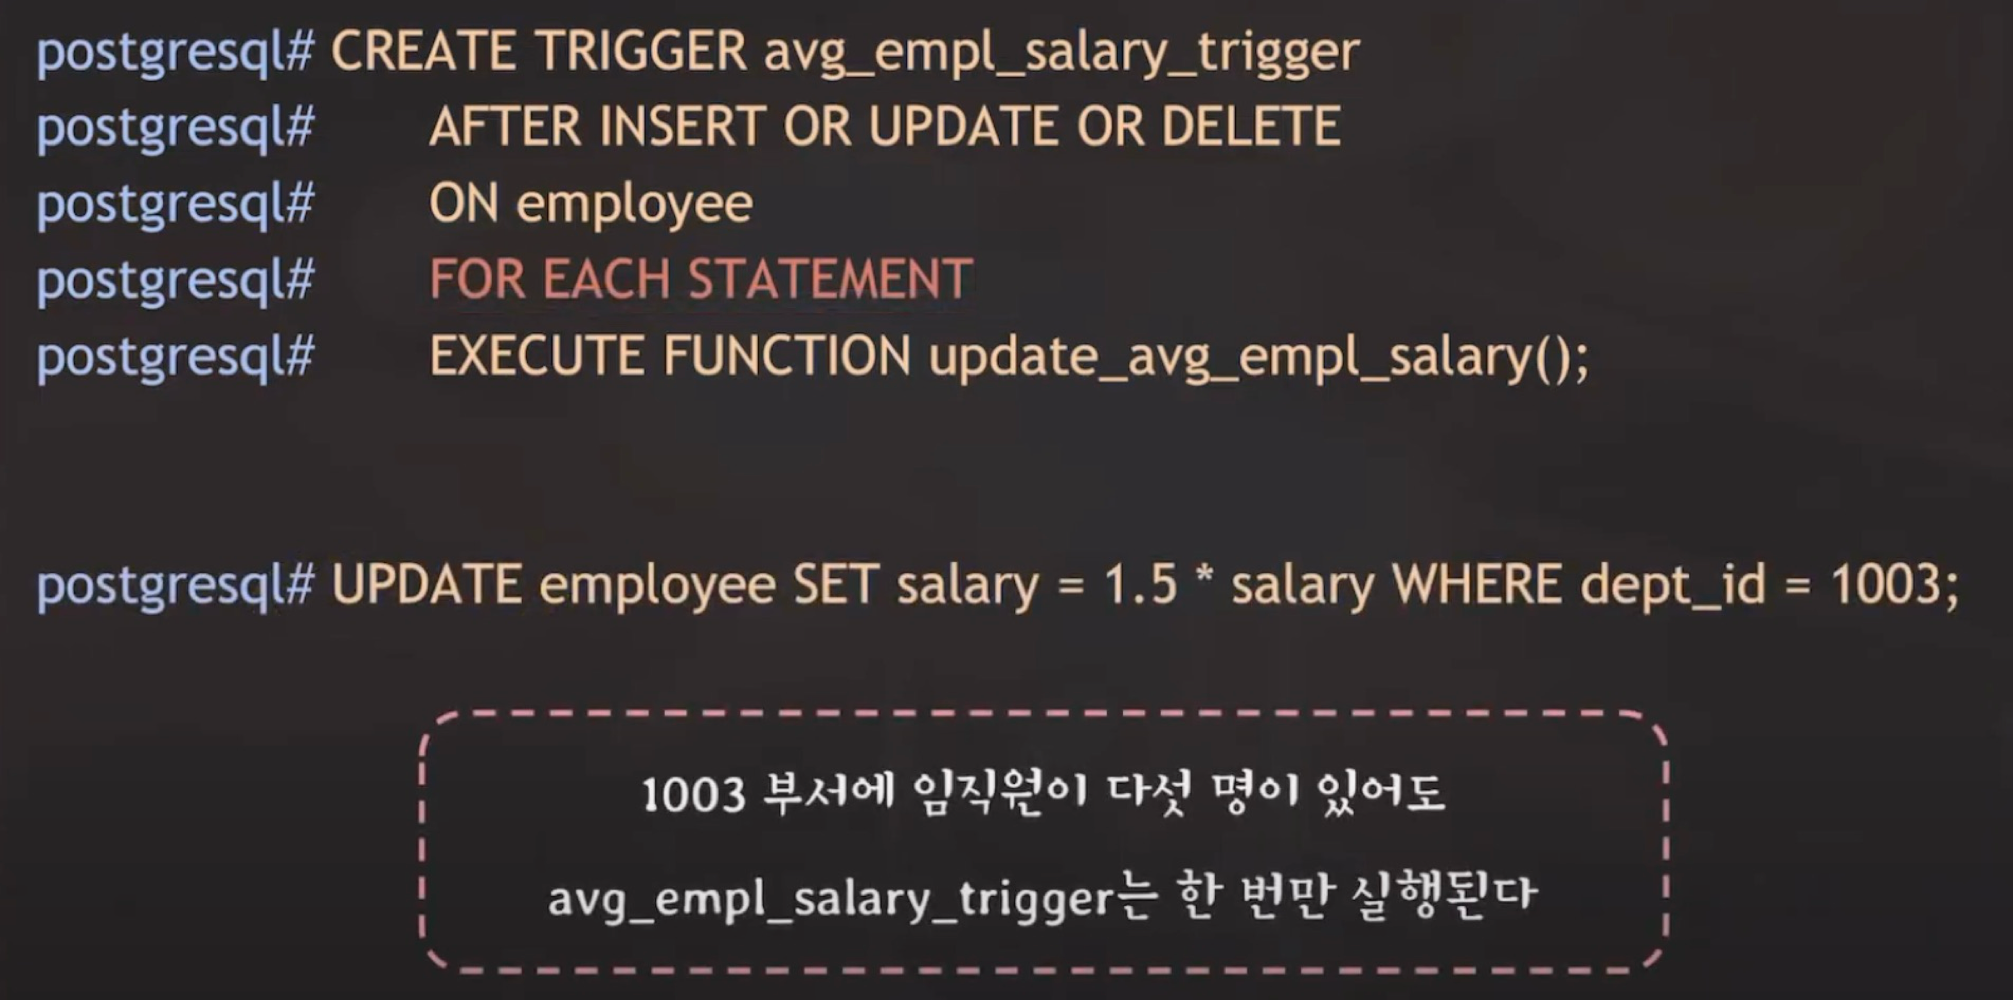 postgresql# CREATE TRIGGER avg_empl_salary_trigger
postgresql# AFTER INSERT OR UPDATE OR DELETE
postgresql# ON employee
postgresql# FOR EACH STATEMENT
postgresql# EXECUTE FUNCTION update_avg_empl_salary();
postgresql# UPDATE employee SET salary = 1.5 * salary WHERE dept_id = 1003;
1003 부서에 임직원이 다섯 명이 있어도
avg_empl_salary_trigger는 한 번만 실행된다